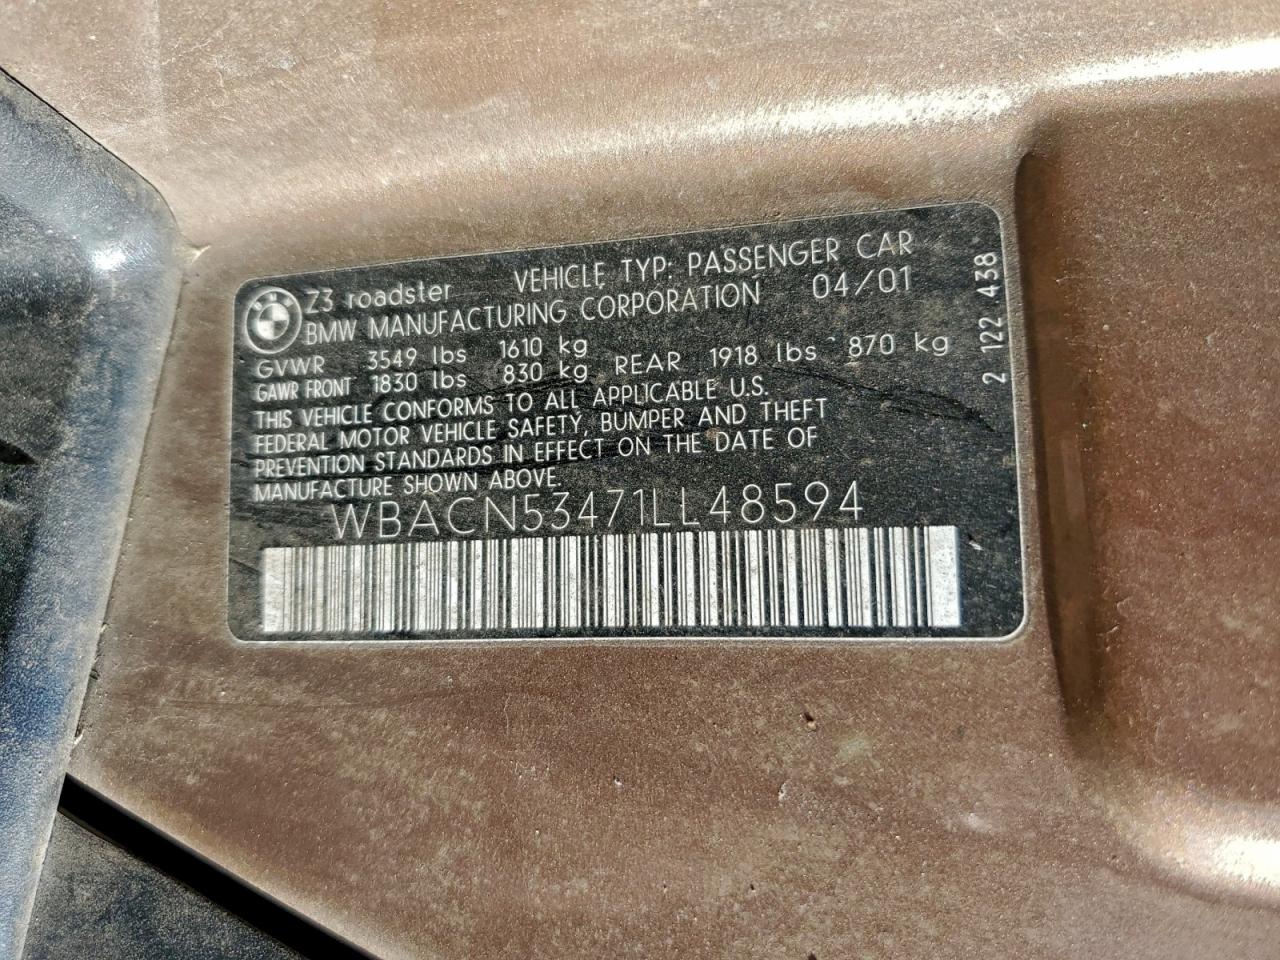 Z3 roadster VEHICLE TYP: PASSENGER CAR
BMW MANUFACTURING CORPORATION 04/01
GVWR 3549 lbs 1610 kg
GAWR FRONT 1830 lbs 830 kg REAR 1918 lbs 870 kg
THIS VEHICLE CONFORMS TO ALL APPLICABLE U.S.
FEDERAL MOTOR VEHICLE SAFETY, BUMPER AND THEFT
PREVENTION STANDARDS IN EFFECT ON THE DATE OF
MANUFACTURE SHOWN ABOVE.
WBACN53471LL48594
2 122 438